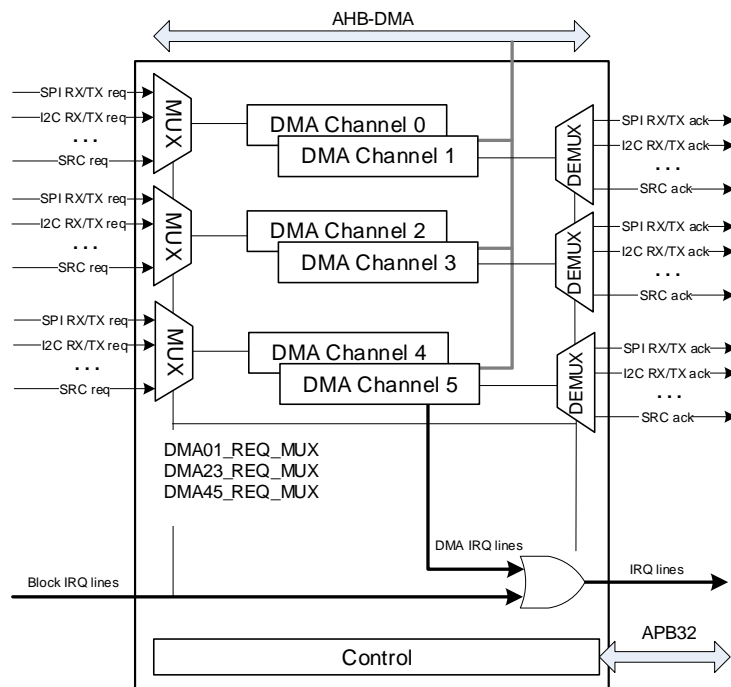 AHB-DMA
SPI RX/TX req
I2C RX/TX req
. . .
SRC req
MUX
DMA Channel 0
DMA Channel 1
DEMUX
SPI RX/TX ack
I2C RX/TX ack
. . .
SRC ack
SPI RX/TX req
I2C RX/TX req
. . .
SRC req
MUX
DMA Channel 2
DMA Channel 3
DEMUX
SPI RX/TX ack
I2C RX/TX ack
. . .
SRC ack
SPI RX/TX req
I2C RX/TX req
. . .
SRC req
MUX
DMA Channel 4
DMA Channel 5
DEMUX
SPI RX/TX ack
I2C RX/TX ack
. . .
SRC ack
DMA01_REQ_MUX
DMA23_REQ_MUX
DMA45_REQ_MUX
DMA IRQ lines
Block IRQ lines
IRQ lines
Control
APB32